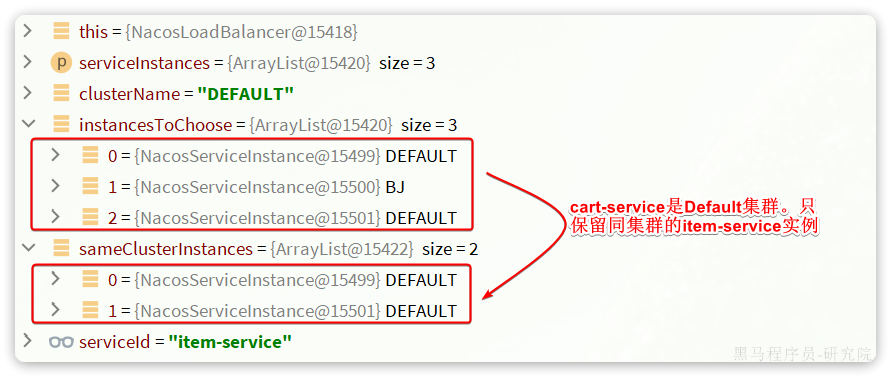 this = {NacosLoadBalancer@15418}
p serviceInstances = {ArrayList@15420} size = 3
clusterName = "DEFAULT"
instancesToChoose = {ArrayList@15420} size = 3
0 = {NacosServiceInstance@15499} DEFAULT
1 = {NacosServiceInstance@15500} BJ
2 = {NacosServiceInstance@15501} DEFAULT
cart-service是Default集群。只
保留同集群的item-service实例
sameClusterInstances = {ArrayList@15422} size = 2
0 = {NacosServiceInstance@15499} DEFAULT
1 = {NacosServiceInstance@15501} DEFAULT
serviceId = "item-service"
黑马程序员-研究院